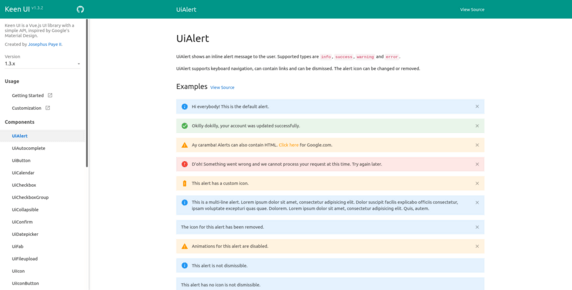 Keen UI v1.3.2
UiAlert
View Source
Keen UI is a Vue.js UI library with a
simple API, inspired by Google's
Material Design.
Created by Josephus Paye II.
Version:
1.3.x
Usage
Getting Started
Customization
Components
UiAlert
UiAutocomplete
UiButton
UiCalendar
UiCheckbox
UiCheckboxGroup
UiCollapsible
UiConfirm
UiDatepicker
UiFab
UiFileupload
UiIcon
UiIconButton
UiAlert
UiAlert shows an inline alert message to the user. Supported types are info, success, warning and error.
UiAlert supports keyboard navigation, can contain links and can be dismissed. The alert icon can be changed or removed.
Examples View Source
Hi everybody! This is the default alert.
Okilly dokilly, your account was updated successfully.
Ay caramba! Alerts can also contain HTML. Click here for Google.com.
D'oh! Something went wrong and we cannot process your request at this time. Try again later.
This alert has a custom icon.
This is a multi-line alert. Lorem ipsum dolor sit amet, consectetur adipisicing elit. Dolor suscipit facilis explicabo officiis consectetur,
ipsam voluptate excepturi quas quae. Dolorem. Lorem ipsum dolor sit amet, consectetur adipisicing elit. Quis, autem.
The icon for this alert has been removed.
Animations for this alert are disabled.
This alert is not dismissible.
This alert has no icon is not dismissible.